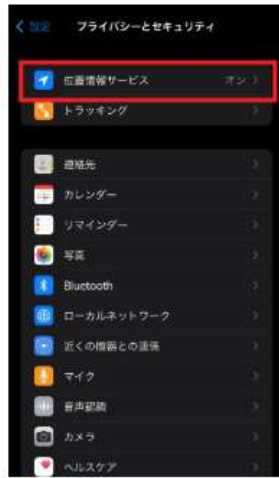 設定 プライバシーとセキュリティ
位置情報サービス オン
トラッキング
連絡先
カレンダー
リマインダー
写真
Bluetooth
ローカルネットワーク
近くの機器との連係
マイク
音声認識
カメラ
ヘルスケア